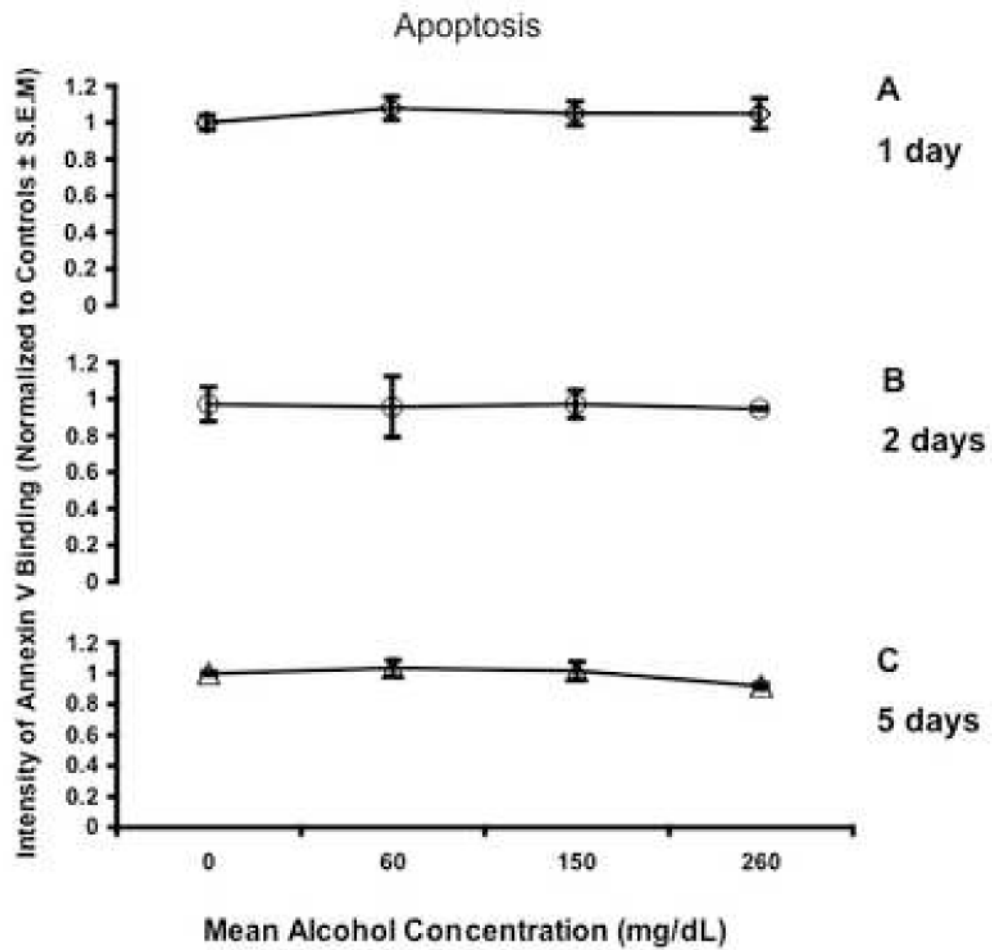 Apoptosis
Intensity of Annexin V Binding (Normalized to Controls ± S.E.M)
1.2
1
0.8
0.6
0.4
0.2
0
A
1 day
1.2
1
0.8
0.6
0.4
0.2
0
B
2 days
1.2
1
0.8
0.6
0.4
0.2
0
C
5 days
0 60 150 260
Mean Alcohol Concentration (mg/dL)